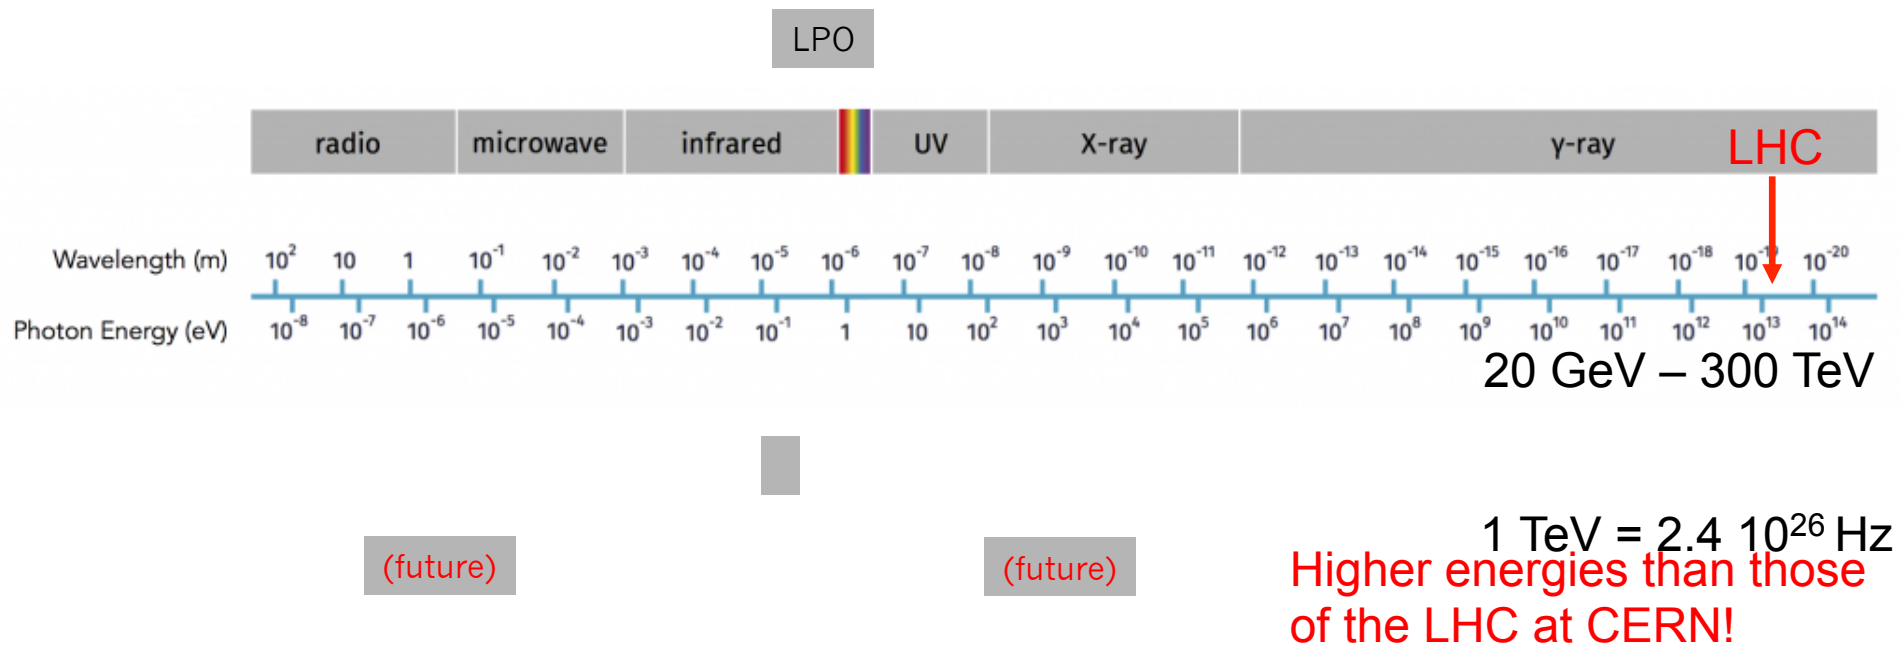 LPO
radio microwave infrared UV X-ray γ-ray LHC
Wavelength (m) 10² 10 1 10⁻¹ 10⁻² 10⁻³ 10⁻⁴ 10⁻⁵ 10⁻⁶ 10⁻⁷ 10⁻⁸ 10⁻⁹ 10⁻¹⁰ 10⁻¹¹ 10⁻¹² 10⁻¹³ 10⁻¹⁴ 10⁻¹⁵ 10⁻¹⁶ 10⁻¹⁷ 10⁻¹⁸ 10⁻¹⁹ 10⁻²⁰
Photon Energy (eV) 10⁻⁸ 10⁻⁷ 10⁻⁶ 10⁻⁵ 10⁻⁴ 10⁻³ 10⁻² 10⁻¹ 1 10 10² 10³ 10⁴ 10⁵ 10⁶ 10⁷ 10⁸ 10⁹ 10¹⁰ 10¹¹ 10¹² 10¹³ 10¹⁴
20 GeV – 300 TeV
1 TeV = 2.4 10²⁶ Hz
(future) (future)
Higher energies than those
of the LHC at CERN!